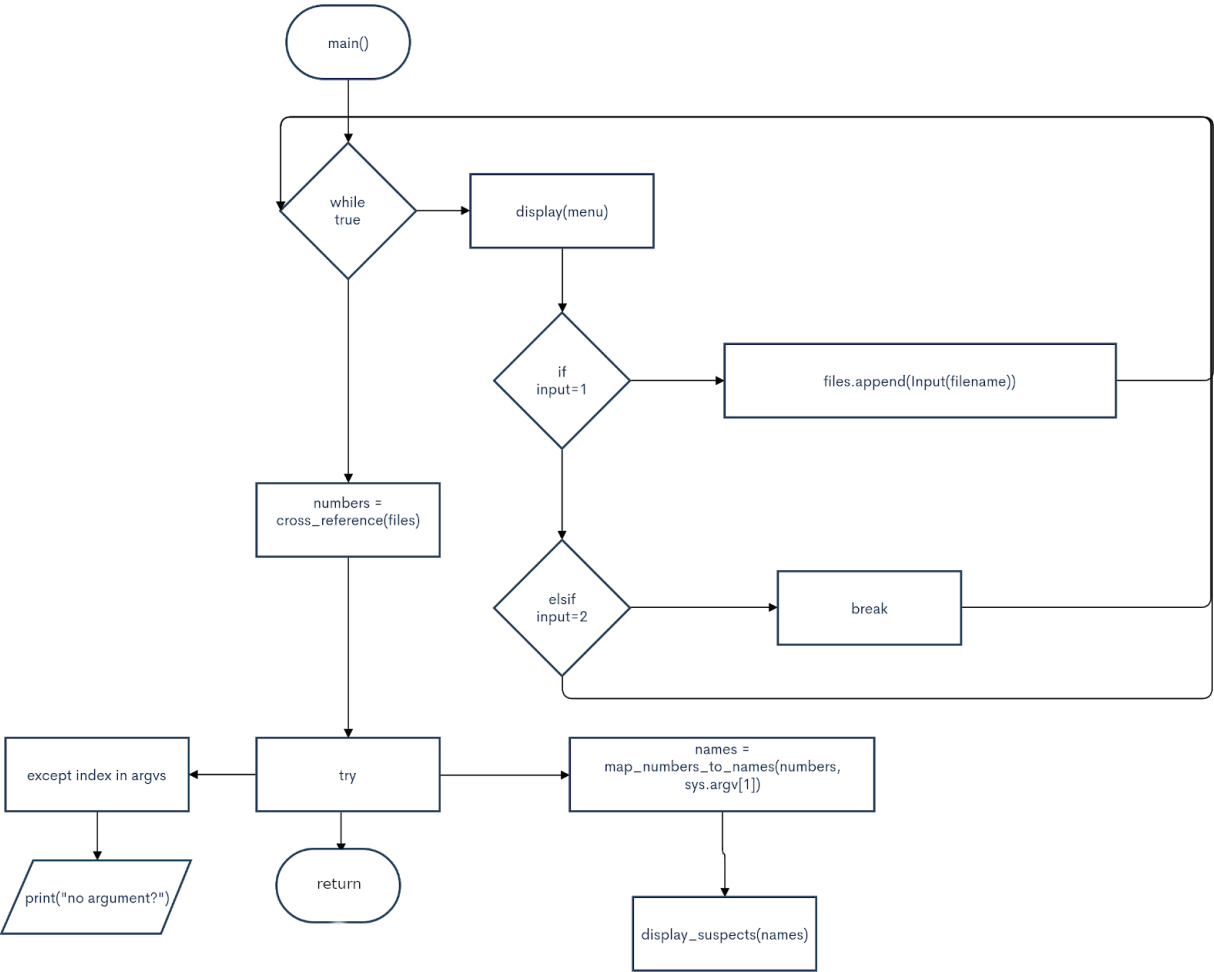 main()
while
true
display(menu)
if
input=1
files.append(Input(filename))
numbers =
cross_reference(files)
elsif
input=2
break
except index in argvs
try
names =
map_numbers_to_names(numbers,
sys.argv[1])
print("no argument?")
return
display_suspects(names)